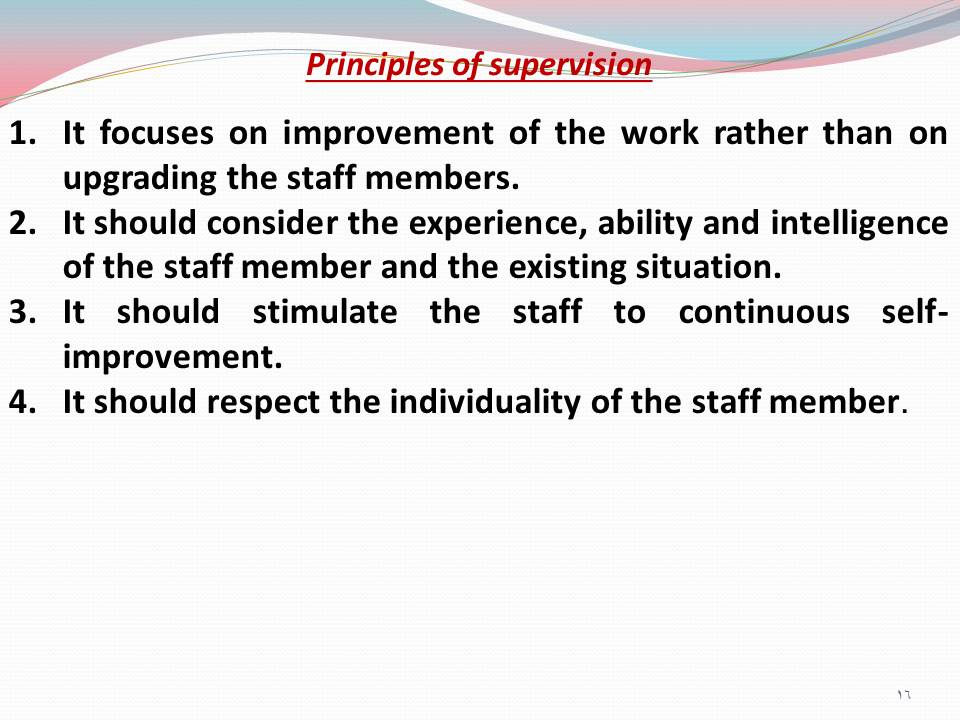 Principles of supervision
1. It focuses on improvement of the work rather than on
upgrading the staff members.
2. It should consider the experience, ability and intelligence
of the staff member and the existing situation.
3. It should stimulate the staff to continuous self-
improvement.
4. It should respect the individuality of the staff member.
١٦